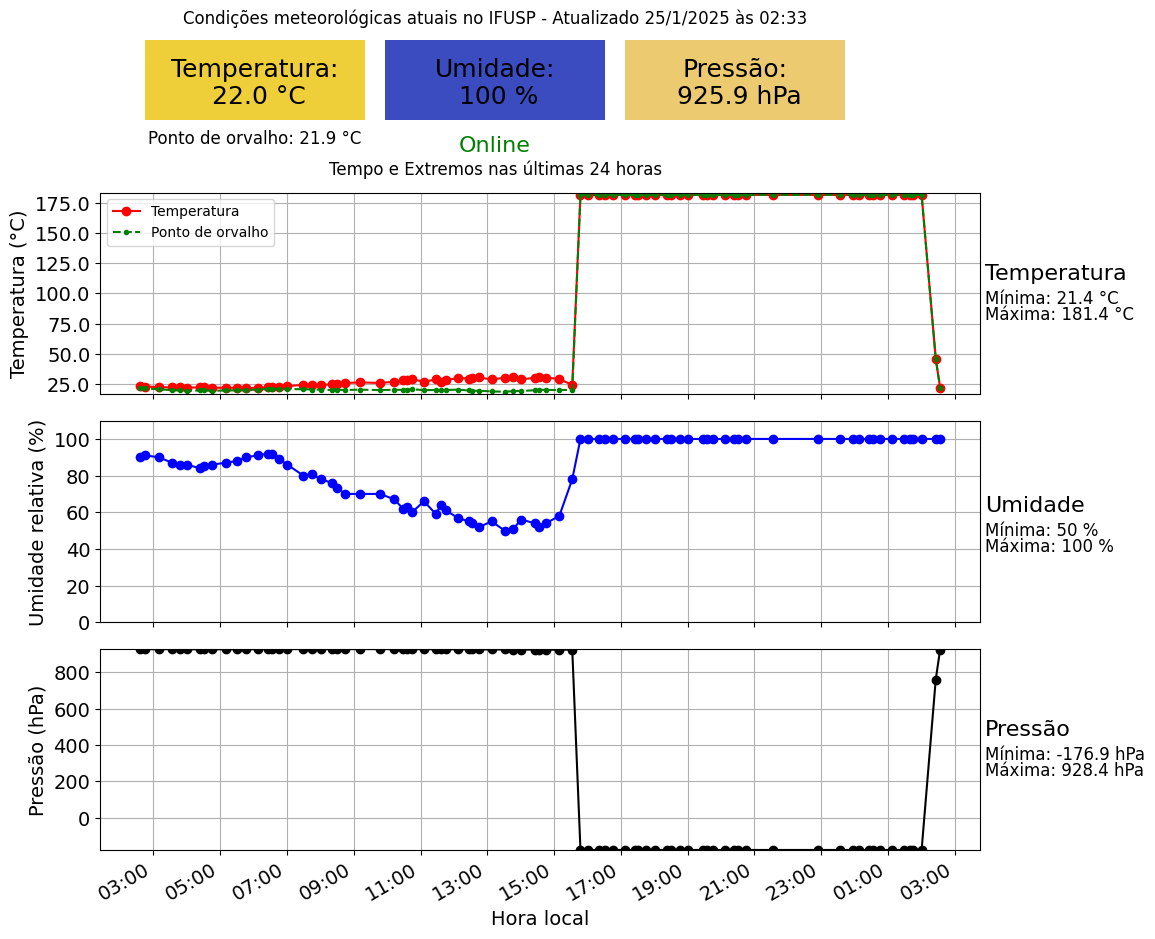 Condições meteorológicas atuais no IFUSP - Atualizado 25/1/2025 às 02:33
Temperatura:
22.0 °C
Umidade:
100 %
Pressão:
925.9 hPa
Ponto de orvalho: 21.9 °C
Online
Tempo e Extremos nas últimas 24 horas
Temperatura (°C)
175.0
150.0
125.0
100.0
75.0
50.0
25.0
Temperatura
Ponto de orvalho
Temperatura
Mínima: 21.4 °C
Máxima: 181.4 °C
Umidade relativa (%)
100
80
60
40
20
0
Umidade
Mínima: 50 %
Máxima: 100 %
Pressão (hPa)
800
600
400
200
0
Pressão
Mínima: -176.9 hPa
Máxima: 928.4 hPa
03:00
05:00
07:00
09:00
11:00
13:00
15:00
17:00
19:00
21:00
23:00
01:00
03:00
Hora local